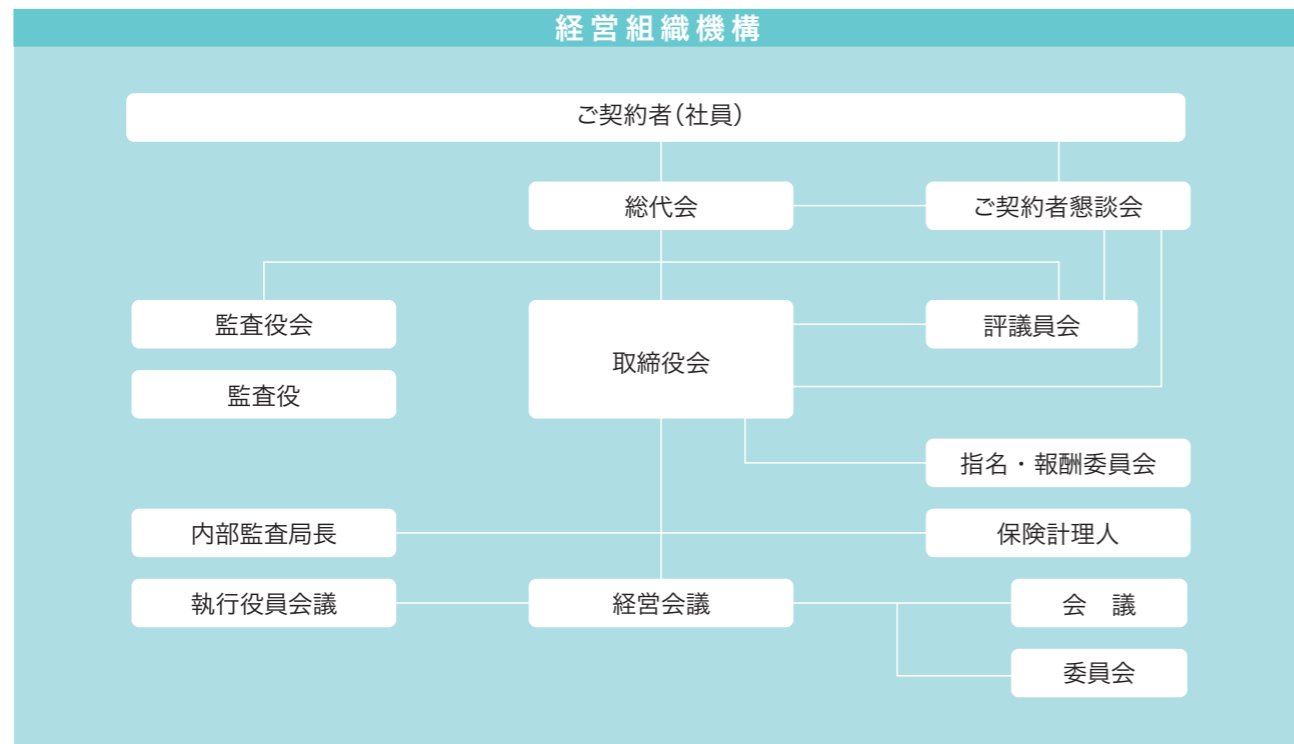 経営組織機構
ご契約者（社員）
総代会
ご契約者懇談会
監査役会
取締役会
評議員会
監査役
指名・報酬委員会
内部監査局長
保険計理人
執行役員会議
経営会議
会　議
委員会